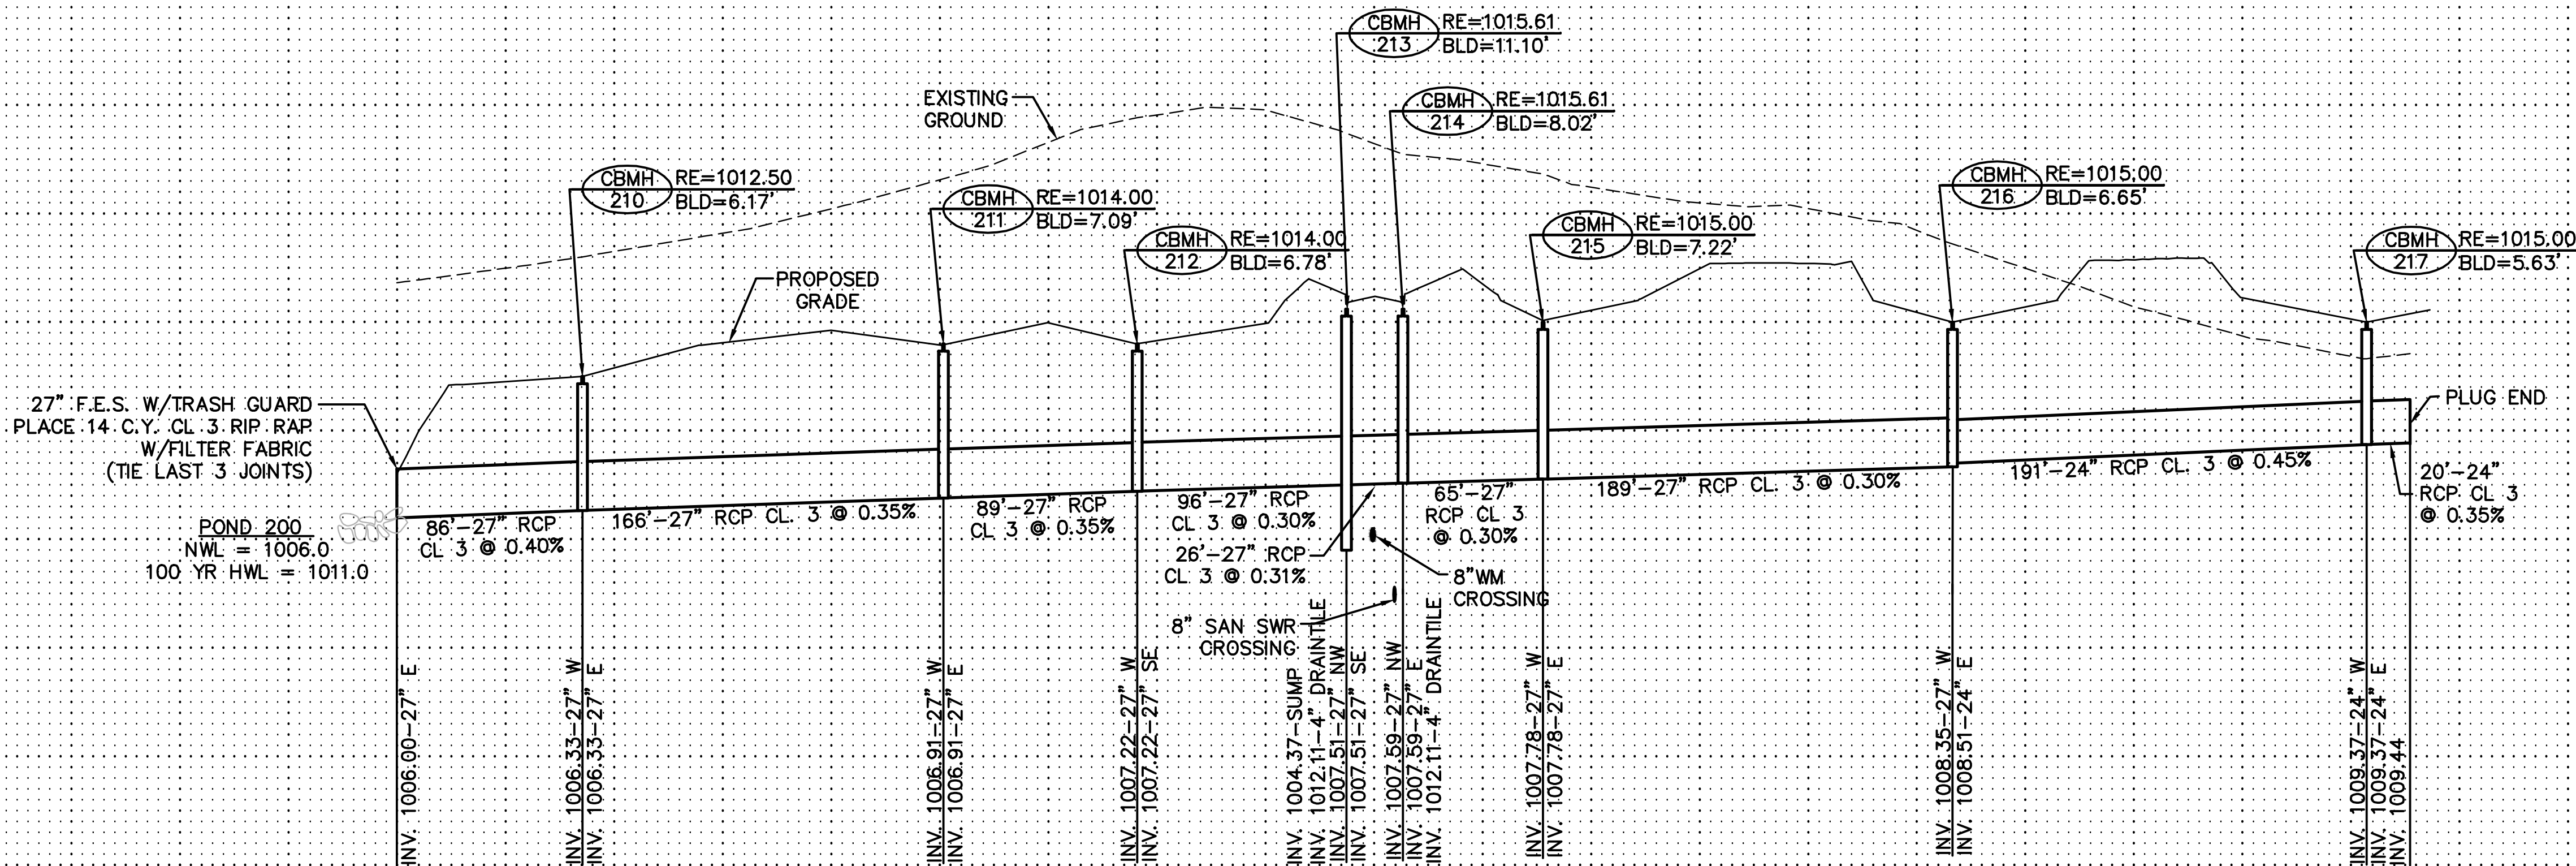 CBMH
213
RE=1015.61
BLD=11.10'
CBMH
214
RE=1015.61
BLD=8.02'
EXISTING
GROUND
CBMH
210
RE=1012.50
BLD=6.17'
CBMH
211
RE=1014.00
BLD=7.09'
CBMH
212
RE=1014.00
BLD=6.78'
CBMH
215
RE=1015.00
BLD=7.22'
CBMH
216
RE=1015.00
BLD=6.65'
CBMH
217
RE=1015.00
BLD=5.63'
PROPOSED
GRADE
27" F.E.S. W/TRASH GUARD
PLACE 14 C.Y. CL 3 RIP RAP
W/FILTER FABRIC
(TIE LAST 3 JOINTS)
POND 200
NWL = 1006.0
100 YR HWL = 1011.0
86'-27" RCP
CL 3 @ 0.40%
166'-27" RCP CL. 3 @ 0.35%
89'-27" RCP
CL 3 @ 0.35%
96'-27" RCP
CL 3 @ 0.30%
26'-27" RCP
CL 3 @ 0.31%
65'-27"
RCP CL 3
@ 0.30%
189'-27" RCP CL. 3 @ 0.30%
191'-24" RCP CL. 3 @ 0.45%
PLUG END
20'-24"
RCP CL 3
@ 0.35%
8"WM
CROSSING
8" SAN SWR
CROSSING
INV. 1006.00-27" E
INV. 1006.33-27" W
INV. 1006.33-27" E
INV. 1006.91-27" W
INV. 1006.91-27" E
INV. 1007.22-27" W
INV. 1007.22-27" SE
INV. 1004.37-SUMP
INV. 1012.11-4" DRAINTILE
INV. 1007.51-27" NW
INV. 1007.51-27" SE
INV. 1007.59-27" NW
INV. 1007.59-27" E
INV. 1012.11-4" DRAINTILE
INV. 1007.78-27" W
INV. 1007.78-27" E
INV. 1008.35-27" W
INV. 1008.51-24" E
INV. 1009.37-24" W
INV. 1009.37-24" E
INV. 1009.44